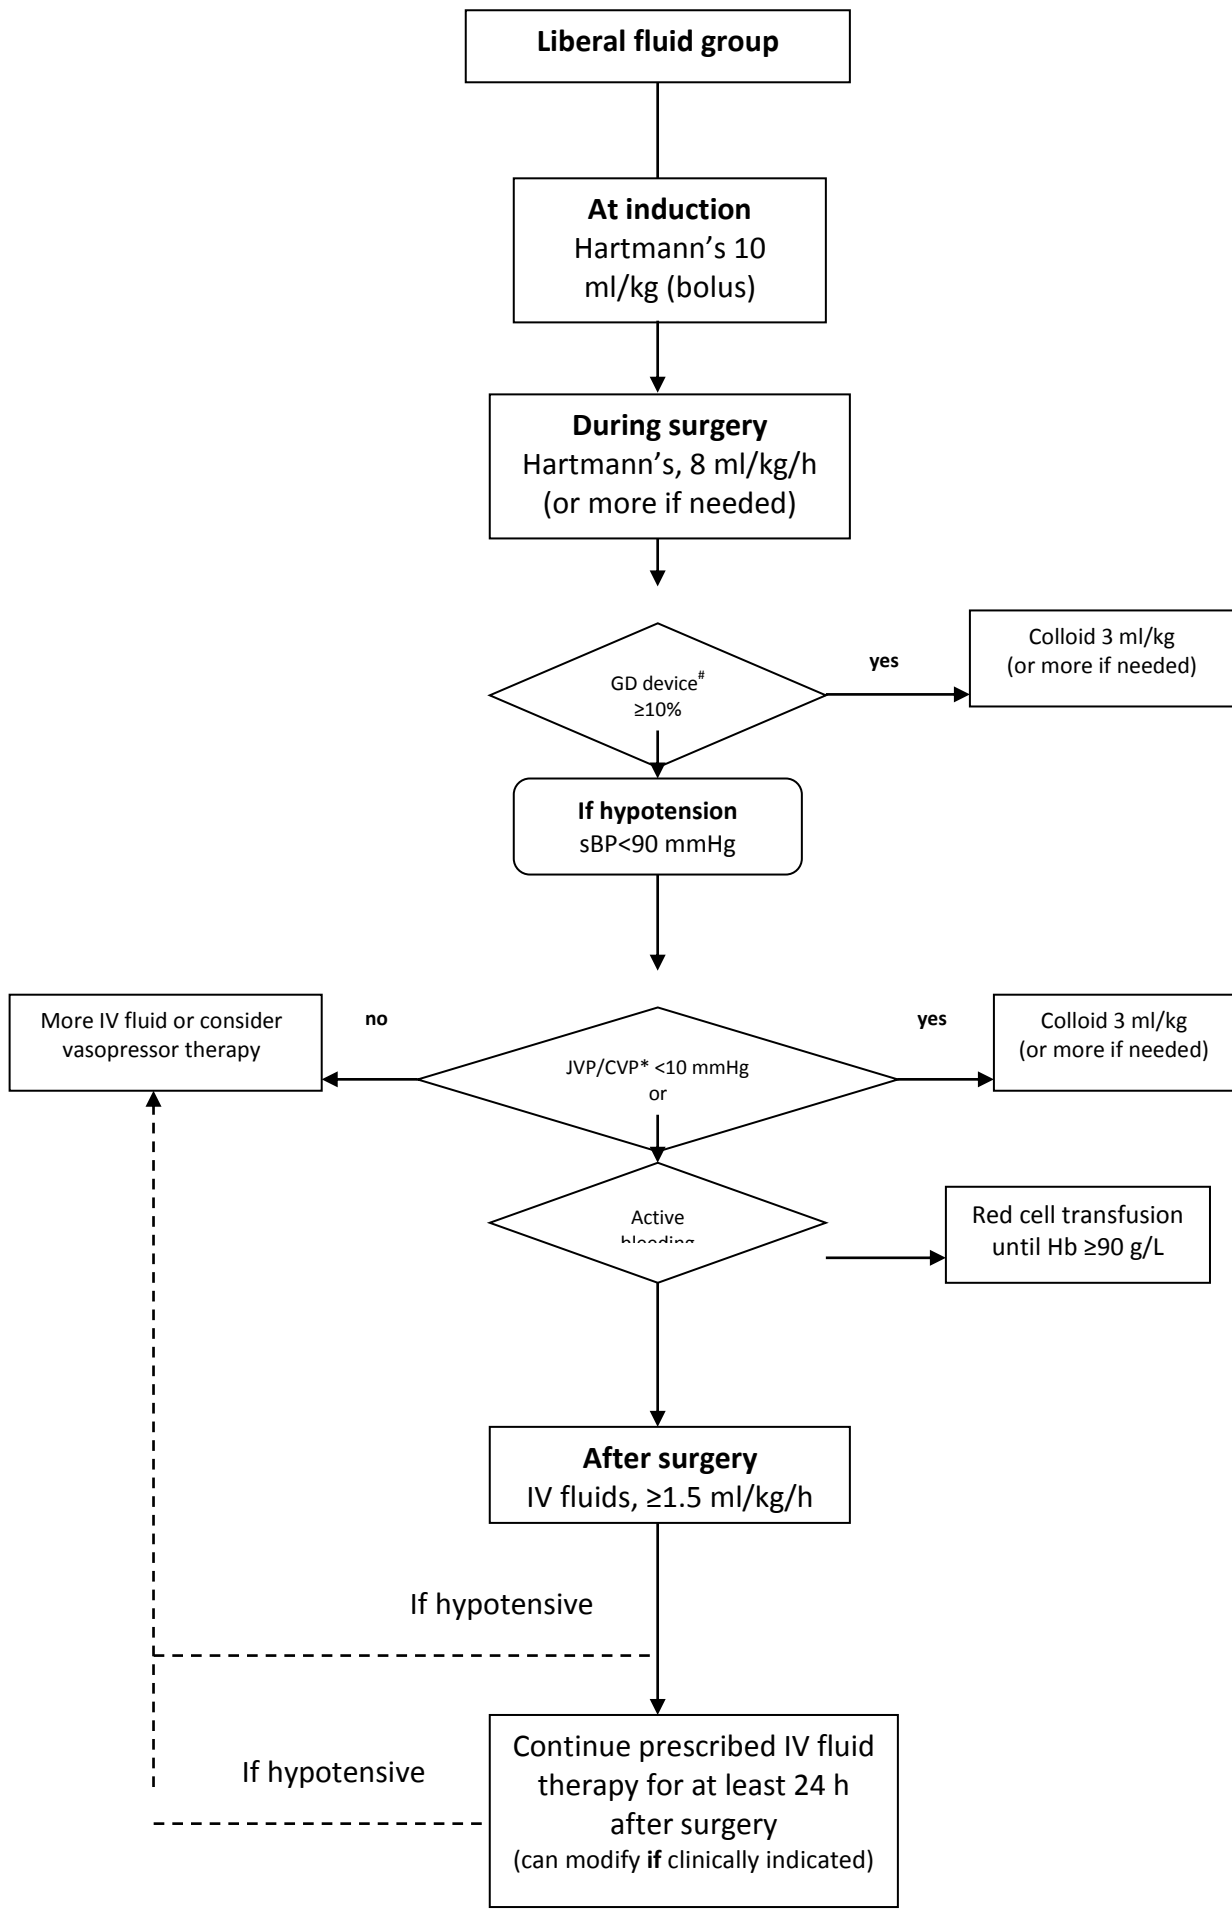 Liberal fluid group
At induction
Hartmann’s 10
ml/kg (bolus)
During surgery
Hartmann’s, 8 ml/kg/h
(or more if needed)
GD device#
≥10%
yes
Colloid 3 ml/kg
(or more if needed)
If hypotension
sBP<90 mmHg
More IV fluid or consider
vasopressor therapy
no
JVP/CVP* <10 mmHg
or
yes
Colloid 3 ml/kg
(or more if needed)
Active
bleeding
Red cell transfusion
until Hb ≥90 g/L
After surgery
IV fluids, ≥1.5 ml/kg/h
If hypotensive
If hypotensive
Continue prescribed IV fluid
therapy for at least 24 h
after surgery
(can modify if clinically indicated)